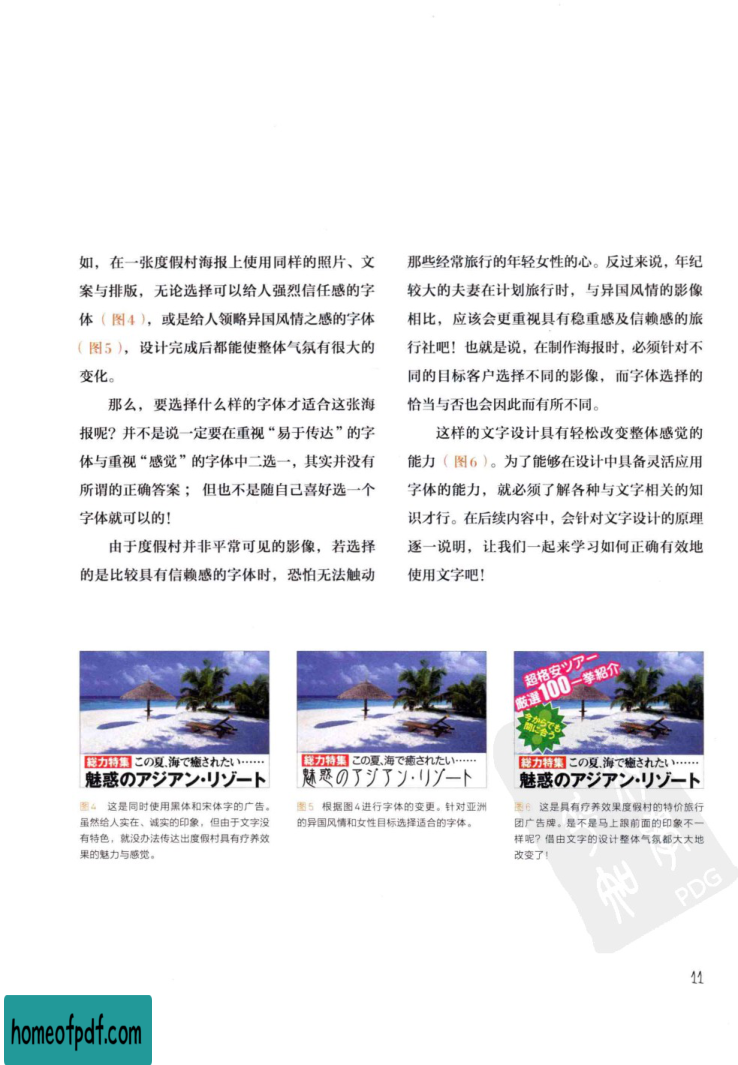 如，在一张度假村海报上使用同样的照片、文
案与排版，无论选择可以给人强烈信任感的字
体（图4），或是给人领略异国风情之感的字体
（图5），设计完成后都能使整体气氛有很大的
变化。
那么，要选择什么样的字体才适合这张海
报呢？并不是说一定要在重视“易于传达”的字
体与重视“感觉”的字体中二选一，其实并没有
所谓的正确答案；但也不是随自己喜好选一个
字体就可以的！
由于度假村并非平常可见的影像，若选择
的是比较具有信赖感的字体时，恐怕无法触动
那些经常旅行的年轻女性的心。反过来说，年纪
较大的夫妻在计划旅行时，与异国风情的影像
相比，应该会更重视具有稳重感及信赖感的旅
行社吧！也就是说，在制作海报时，必须针对不
同的目标客户选择不同的影像，而字体选择的
恰当与否也会因此而有所不同。
这样的文字设计具有轻松改变整体感觉的
能力（图6）。为了能够在设计中具备灵活应用
字体的能力，就必须了解各种与文字相关的知
识才行。在后续内容中，会针对文字设计的原理
逐一说明，让我们一起来学习如何正确有效地
使用文字吧！
総力特集 この夏、海で癒されたい……
魅惑のアジアン・リゾート
図4 这是同时使用黑体和宋体字的广告。
虽然给人实在、诚实的印象，但由于文字没
有特色，就没办法传达出度假村具有疗养效
果的魅力与感觉。
総力特集 この夏、海で癒されたい……
魅惑のアジアン・リゾート
图5 根据图4进行字体的变更。针对亚洲
的异国风情和女性目标选择适合的字体。
超格安ツアー
厳選100一挙紹介
今からでも
間に合う
総力特集 この夏、海で癒されたい……
魅惑のアジアン・リゾート
图6 这是具有疗养效果度假村的特价旅行
团广告牌。是不是马上跟前面的印象不一
样呢？借由文字的设计整体气氛都大大地
改变了！
PDG
11
homeofpdf.com